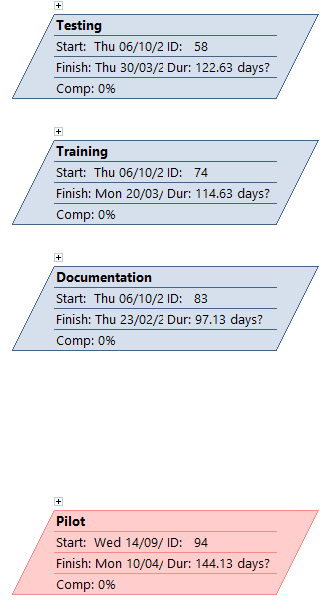 Testing
Start: Thu 06/10/2 ID: 58
Finish: Thu 30/03/2 Dur: 122.63 days?
Comp: 0%
Training
Start: Thu 06/10/2 ID: 74
Finish: Mon 20/03/ Dur: 114.63 days?
Comp: 0%
Documentation
Start: Thu 06/10/2 ID: 83
Finish: Thu 23/02/2 Dur: 97.13 days?
Comp: 0%
Pilot
Start: Wed 14/09/ ID: 94
Finish: Mon 10/04/ Dur: 144.13 days?
Comp: 0%